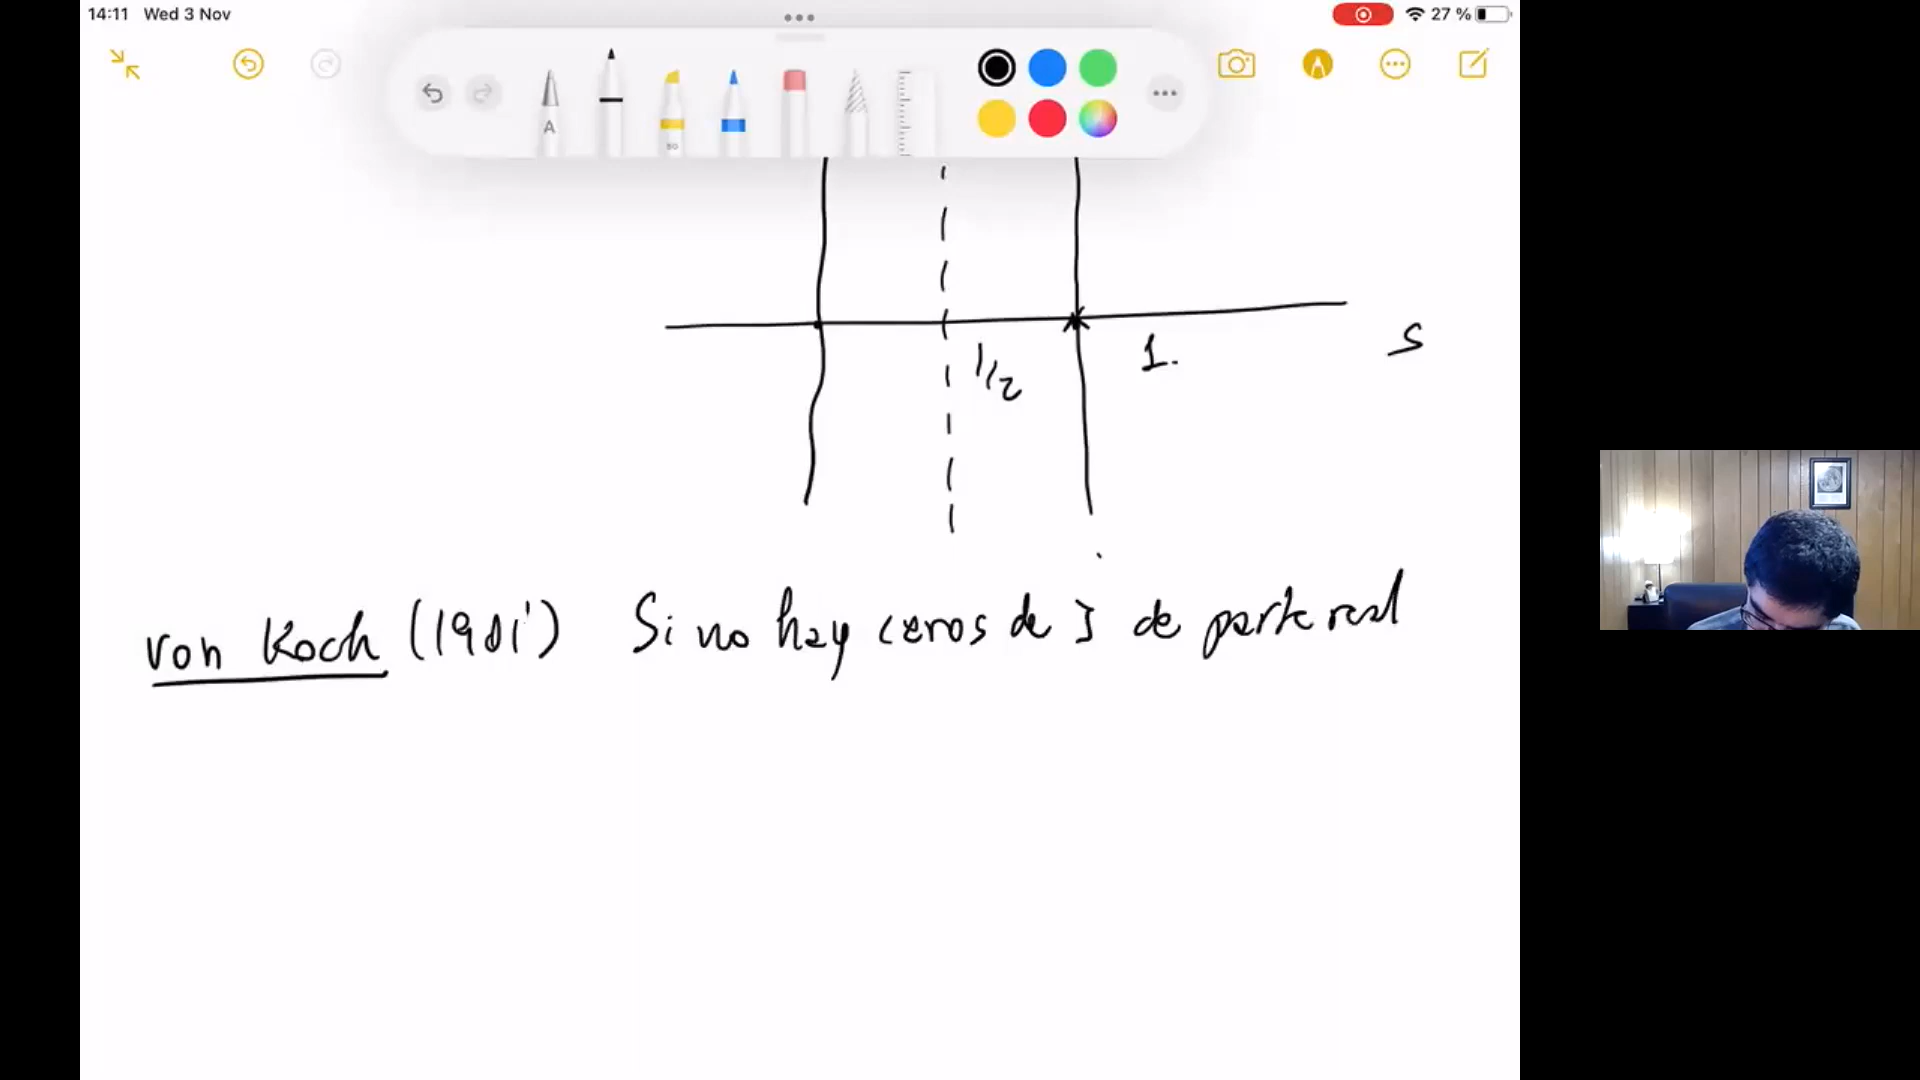 14:11 Wed 3 Nov
27 %
A
80
1/2
1.
s
von Koch (1901) Si no hay ceros de ζ de parte real